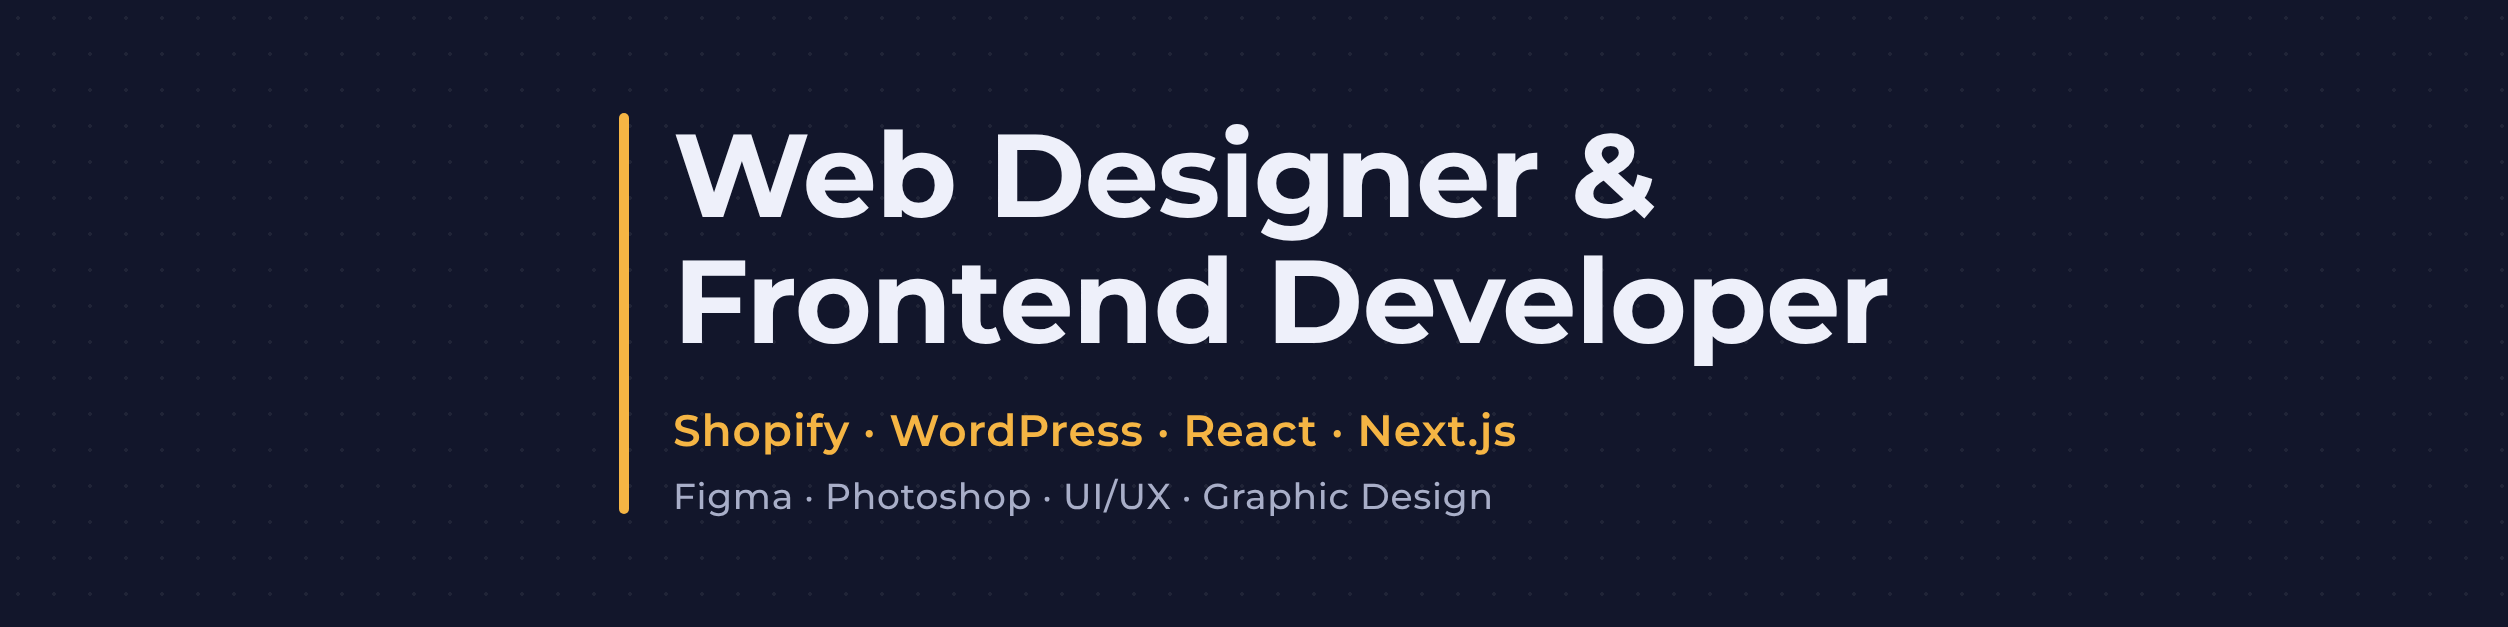 Web Designer &
Frontend Developer
Shopify · WordPress · React · Next.js
Figma · Photoshop · UI/UX · Graphic Design